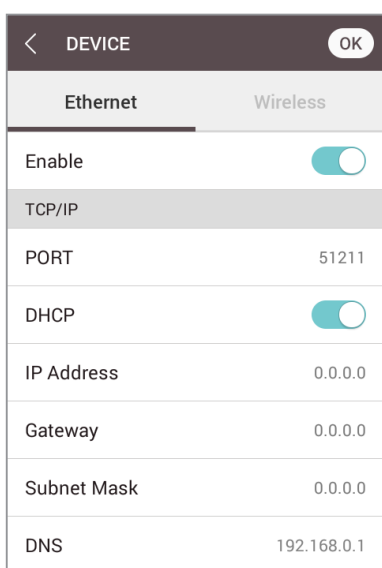 DEVICE OK
Ethernet Wireless
Enable
TCP/IP
PORT 51211
DHCP
IP Address 0.0.0.0
Gateway 0.0.0.0
Subnet Mask 0.0.0.0
DNS 192.168.0.1